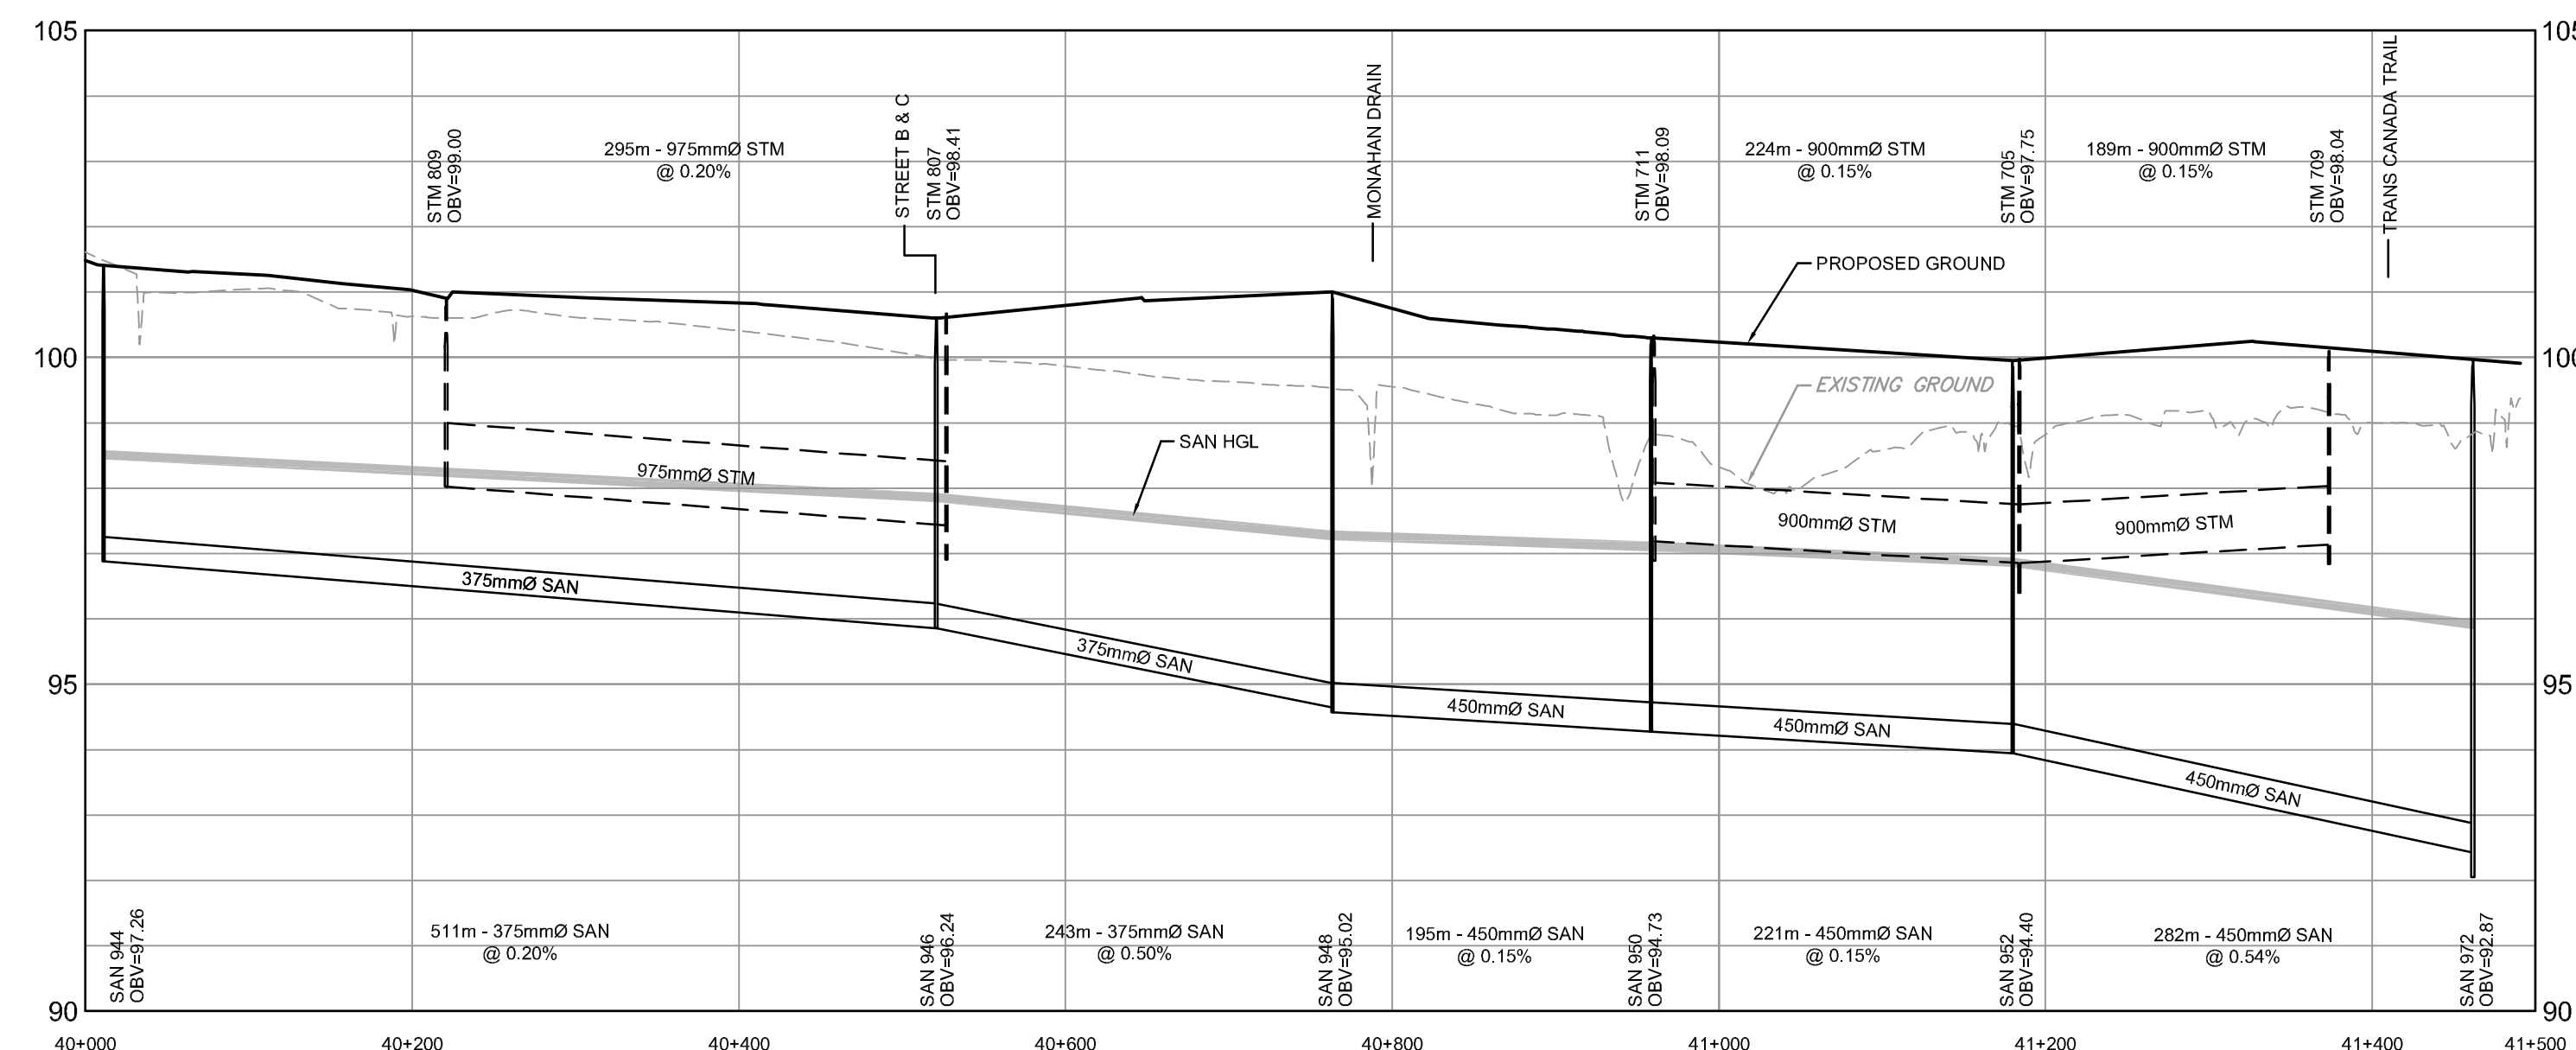 105
105
STM 809
OBV=99.00
295m - 975mmØ STM
@ 0.20%
STREET B & C
STM 807
OBV=98.41
MONAHAN DRAIN
STM 711
OBV=98.09
224m - 900mmØ STM
@ 0.15%
STM 705
OBV=97.75
189m - 900mmØ STM
@ 0.15%
STM 709
OBV=98.04
TRANS CANADA TRAIL
PROPOSED GROUND
100
100
EXISTING GROUND
SAN HGL
975mmØ STM
900mmØ STM
900mmØ STM
375mmØ SAN
375mmØ SAN
95
95
450mmØ SAN
450mmØ SAN
450mmØ SAN
SAN 944
OBV=97.26
511m - 375mmØ SAN
@ 0.20%
SAN 946
OBV=96.24
243m - 375mmØ SAN
@ 0.50%
SAN 948
OBV=95.02
195m - 450mmØ SAN
@ 0.15%
SAN 950
OBV=94.73
221m - 450mmØ SAN
@ 0.15%
SAN 952
OBV=94.40
282m - 450mmØ SAN
@ 0.54%
SAN 972
OBV=92.87
90
90
40+000
40+200
40+400
40+600
40+800
41+000
41+200
41+400
41+500